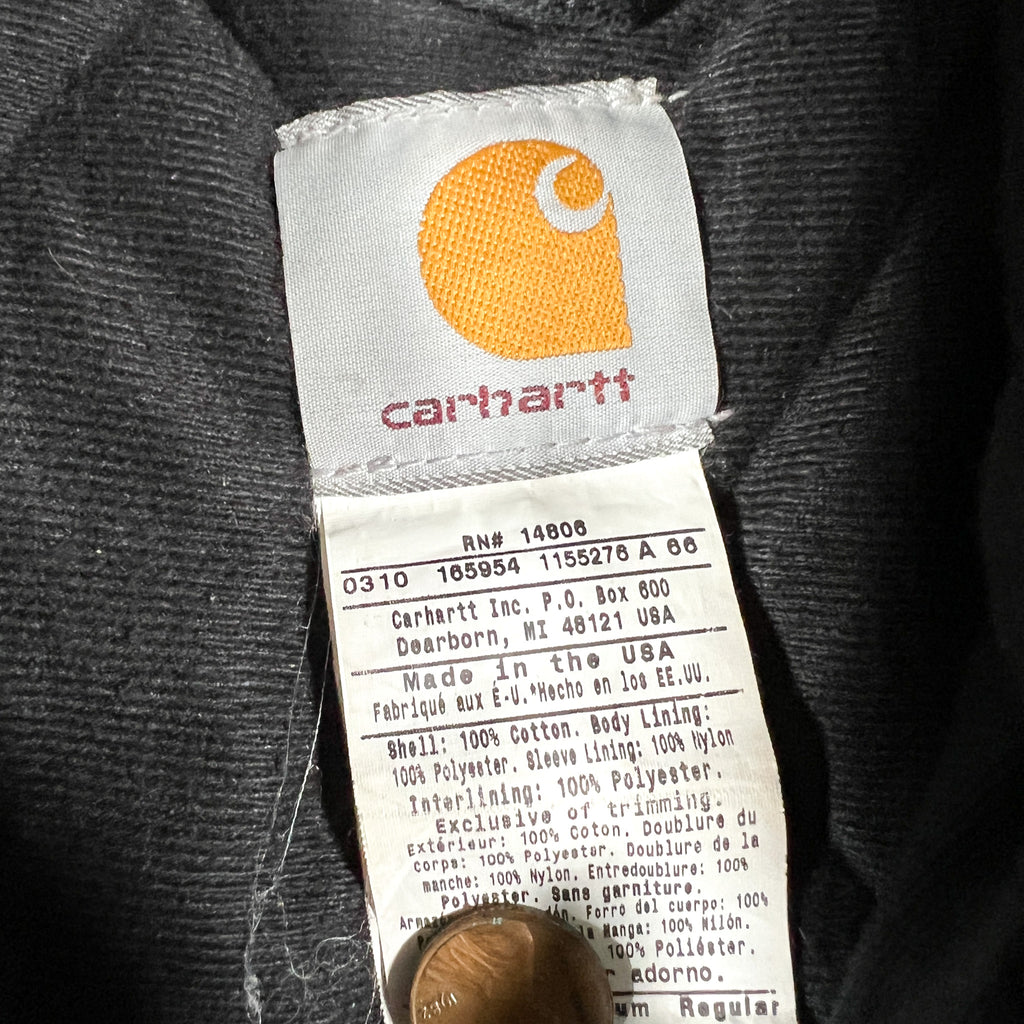 carhartt
RN# 14806
0310 165954 1155276 A 66
Carhartt Inc. P.O. Box 600
Dearborn, MI 48121 USA
Made in the USA
Fabriqué aux É-U.*Hecho en los EE.UU.
Shell: 100% Cotton. Body Lining:
100% Polyester. Sleeve Lining: 100% Nylon
Interlining: 100% Polyester.
Exclusive of trimming.
Extérieur: 100% Coton. Doublure du
corps: 100% Polyester. Doublure de la
manche: 100% Nylon. Entredoublure: 100%
Polyester. Sans garniture.
Forro del cuerpo: 100%
Manga: 100% Nilón.
100% Poliéster.
adorno.
Regular